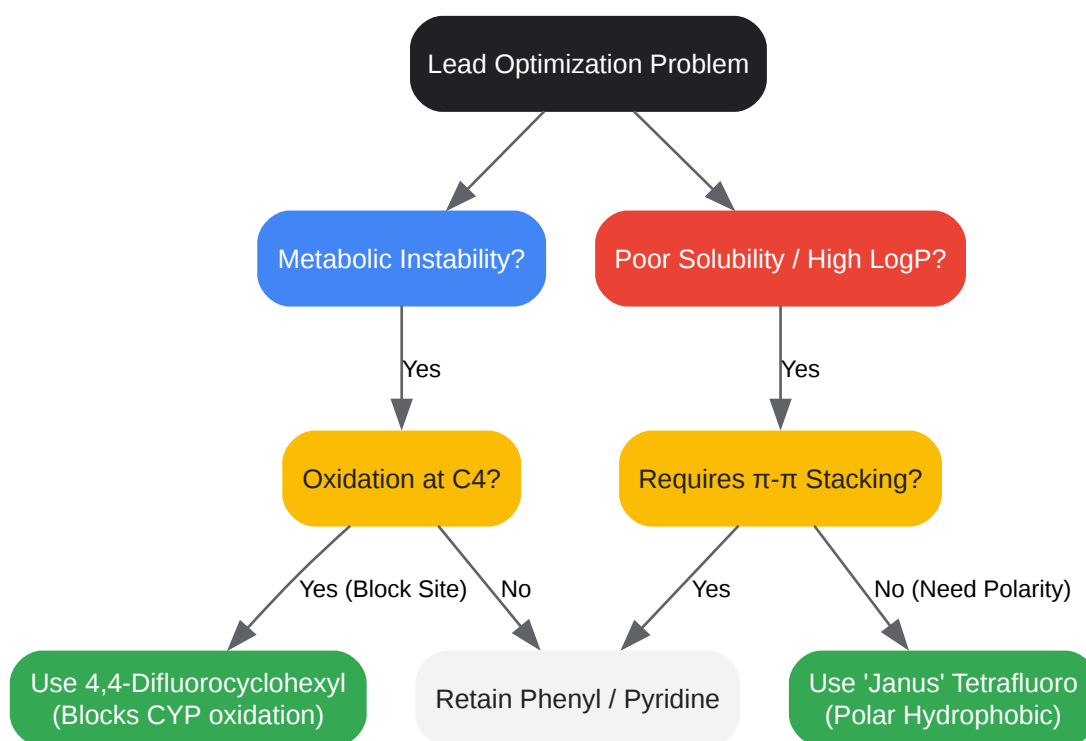 Lead Optimization Problem
Metabolic Instability?
Poor Solubility / High LogP?
Yes
Yes
Oxidation at C4?
Requires π-π Stacking?
Yes (Block Site)
No
Yes
No (Need Polarity)
Use 4,4-Difluorocyclohexyl
(Blocks CYP oxidation)
Retain Phenyl / Pyridine
Use 'Janus' Tetrafluoro
(Polar Hydrophobic)